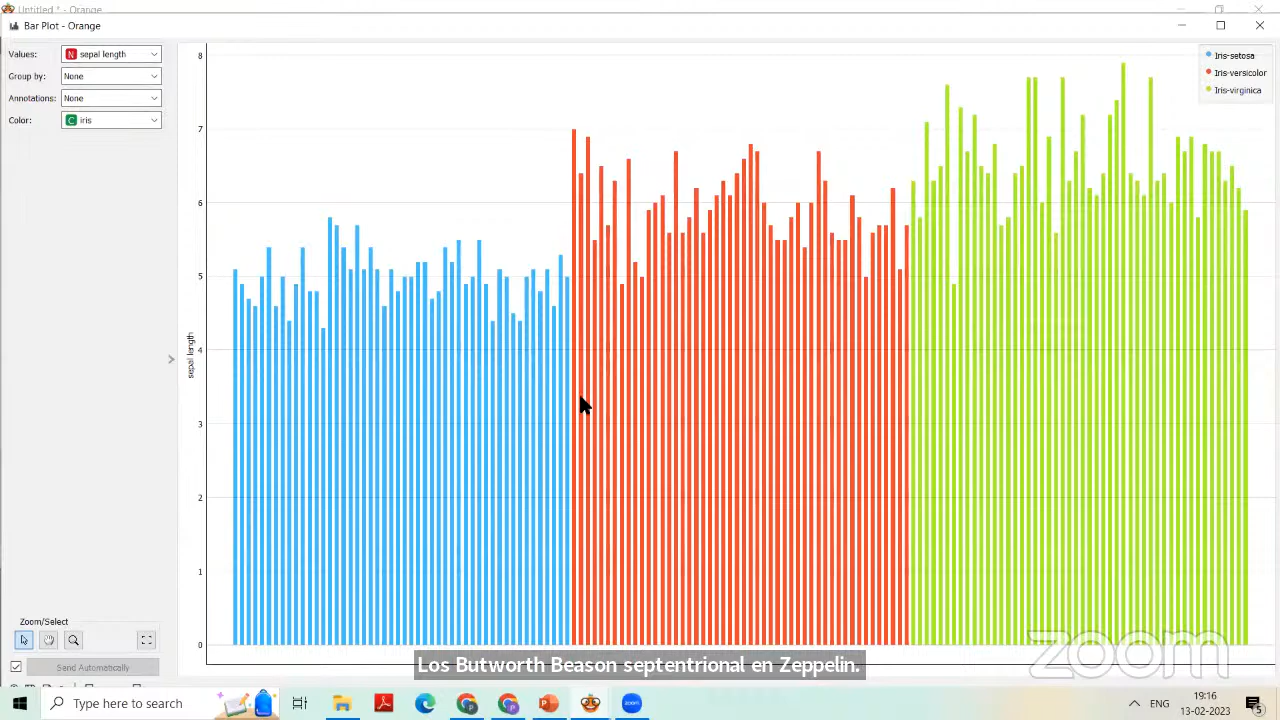 Untitled * - Orange
Bar Plot - Orange
Values: N sepal length
Group by: None
Annotations: None
Color: C iris
8
7
6
5
4
3
2
1
0
sepal length
Iris-setosa
Iris-versicolor
Iris-virginica
Zoom/Select
Send Automatically
zoom
Los Butworth Beason septentrional en Zeppelin.
Type here to search
zoom
ENG
19:16
13-02-2023
5